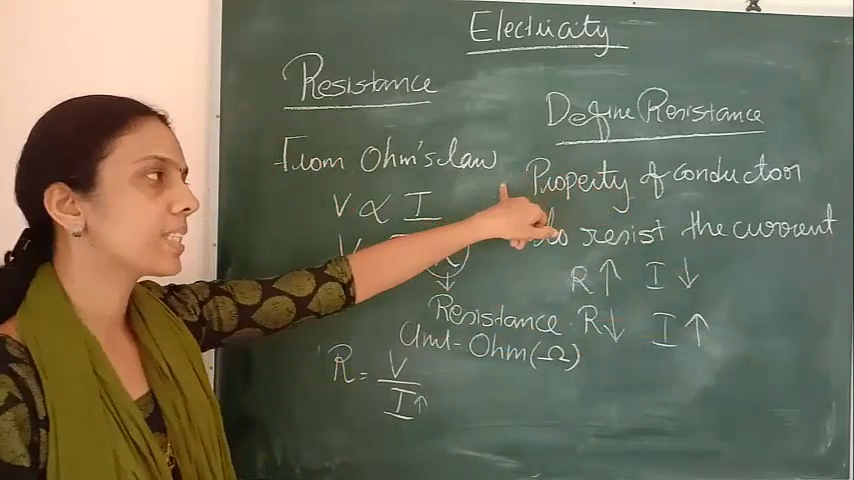 Electricity
Resistance
From Ohm's law
V ∝ I
V
Resistance
Unit - Ohm (Ω)
R = V
I↑
Define Resistance
Property of conductor
to resist the current
R↑ I↓
R↓ I↑